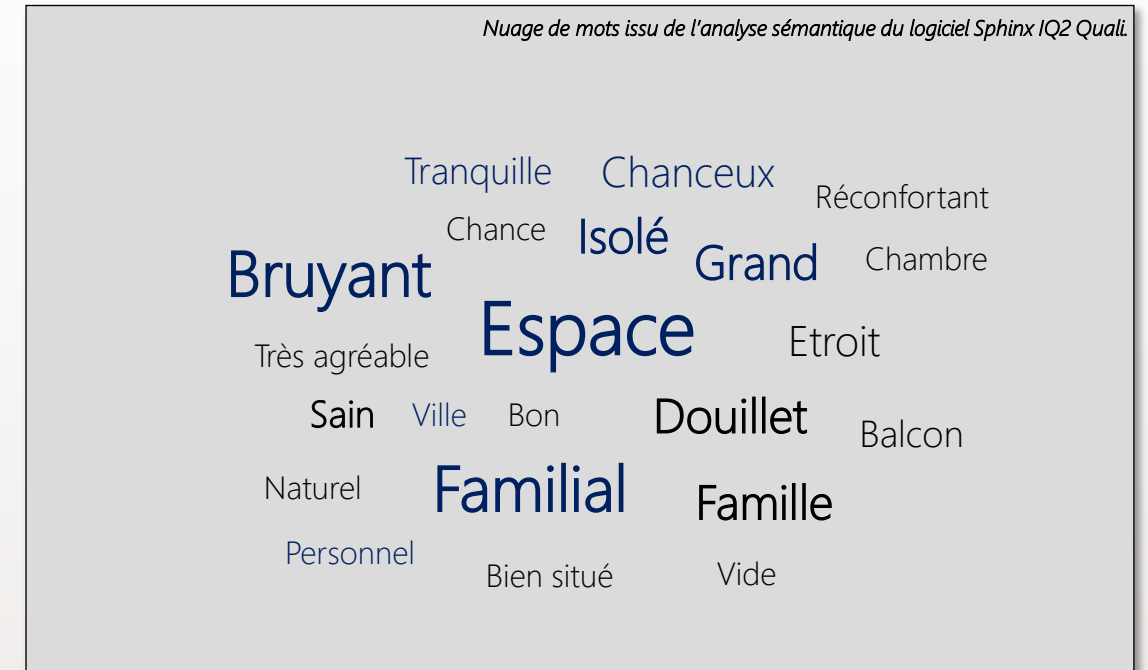 Nuage de mots issu de l'analyse sémantique du logiciel Sphinx IQ2 Quali.
Tranquille Chanceux
Réconfortant
Chance Isolé
Bruyant Grand Chambre
Espace Etroit
Très agréable
Sain Ville Bon Douillet Balcon
Naturel Familial Famille
Personnel
Bien situé Vide